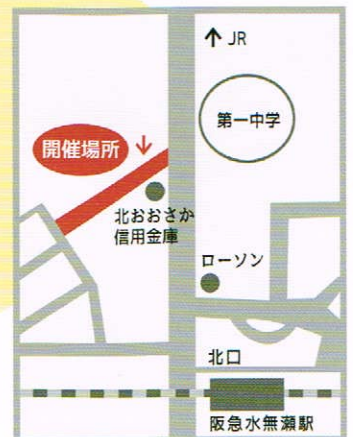 ↑ JR
第一中学
開催場所
↓
北おおさか
信用金庫
ローソン
北口
阪急水無瀬駅